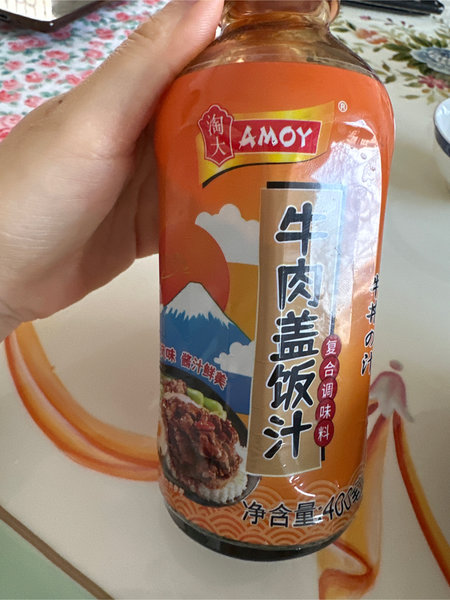 淘大
AMOY
®
牛肉盖饭汁
复合调味料
牛丼の汁
味 酱汁鲜美
净含量:400